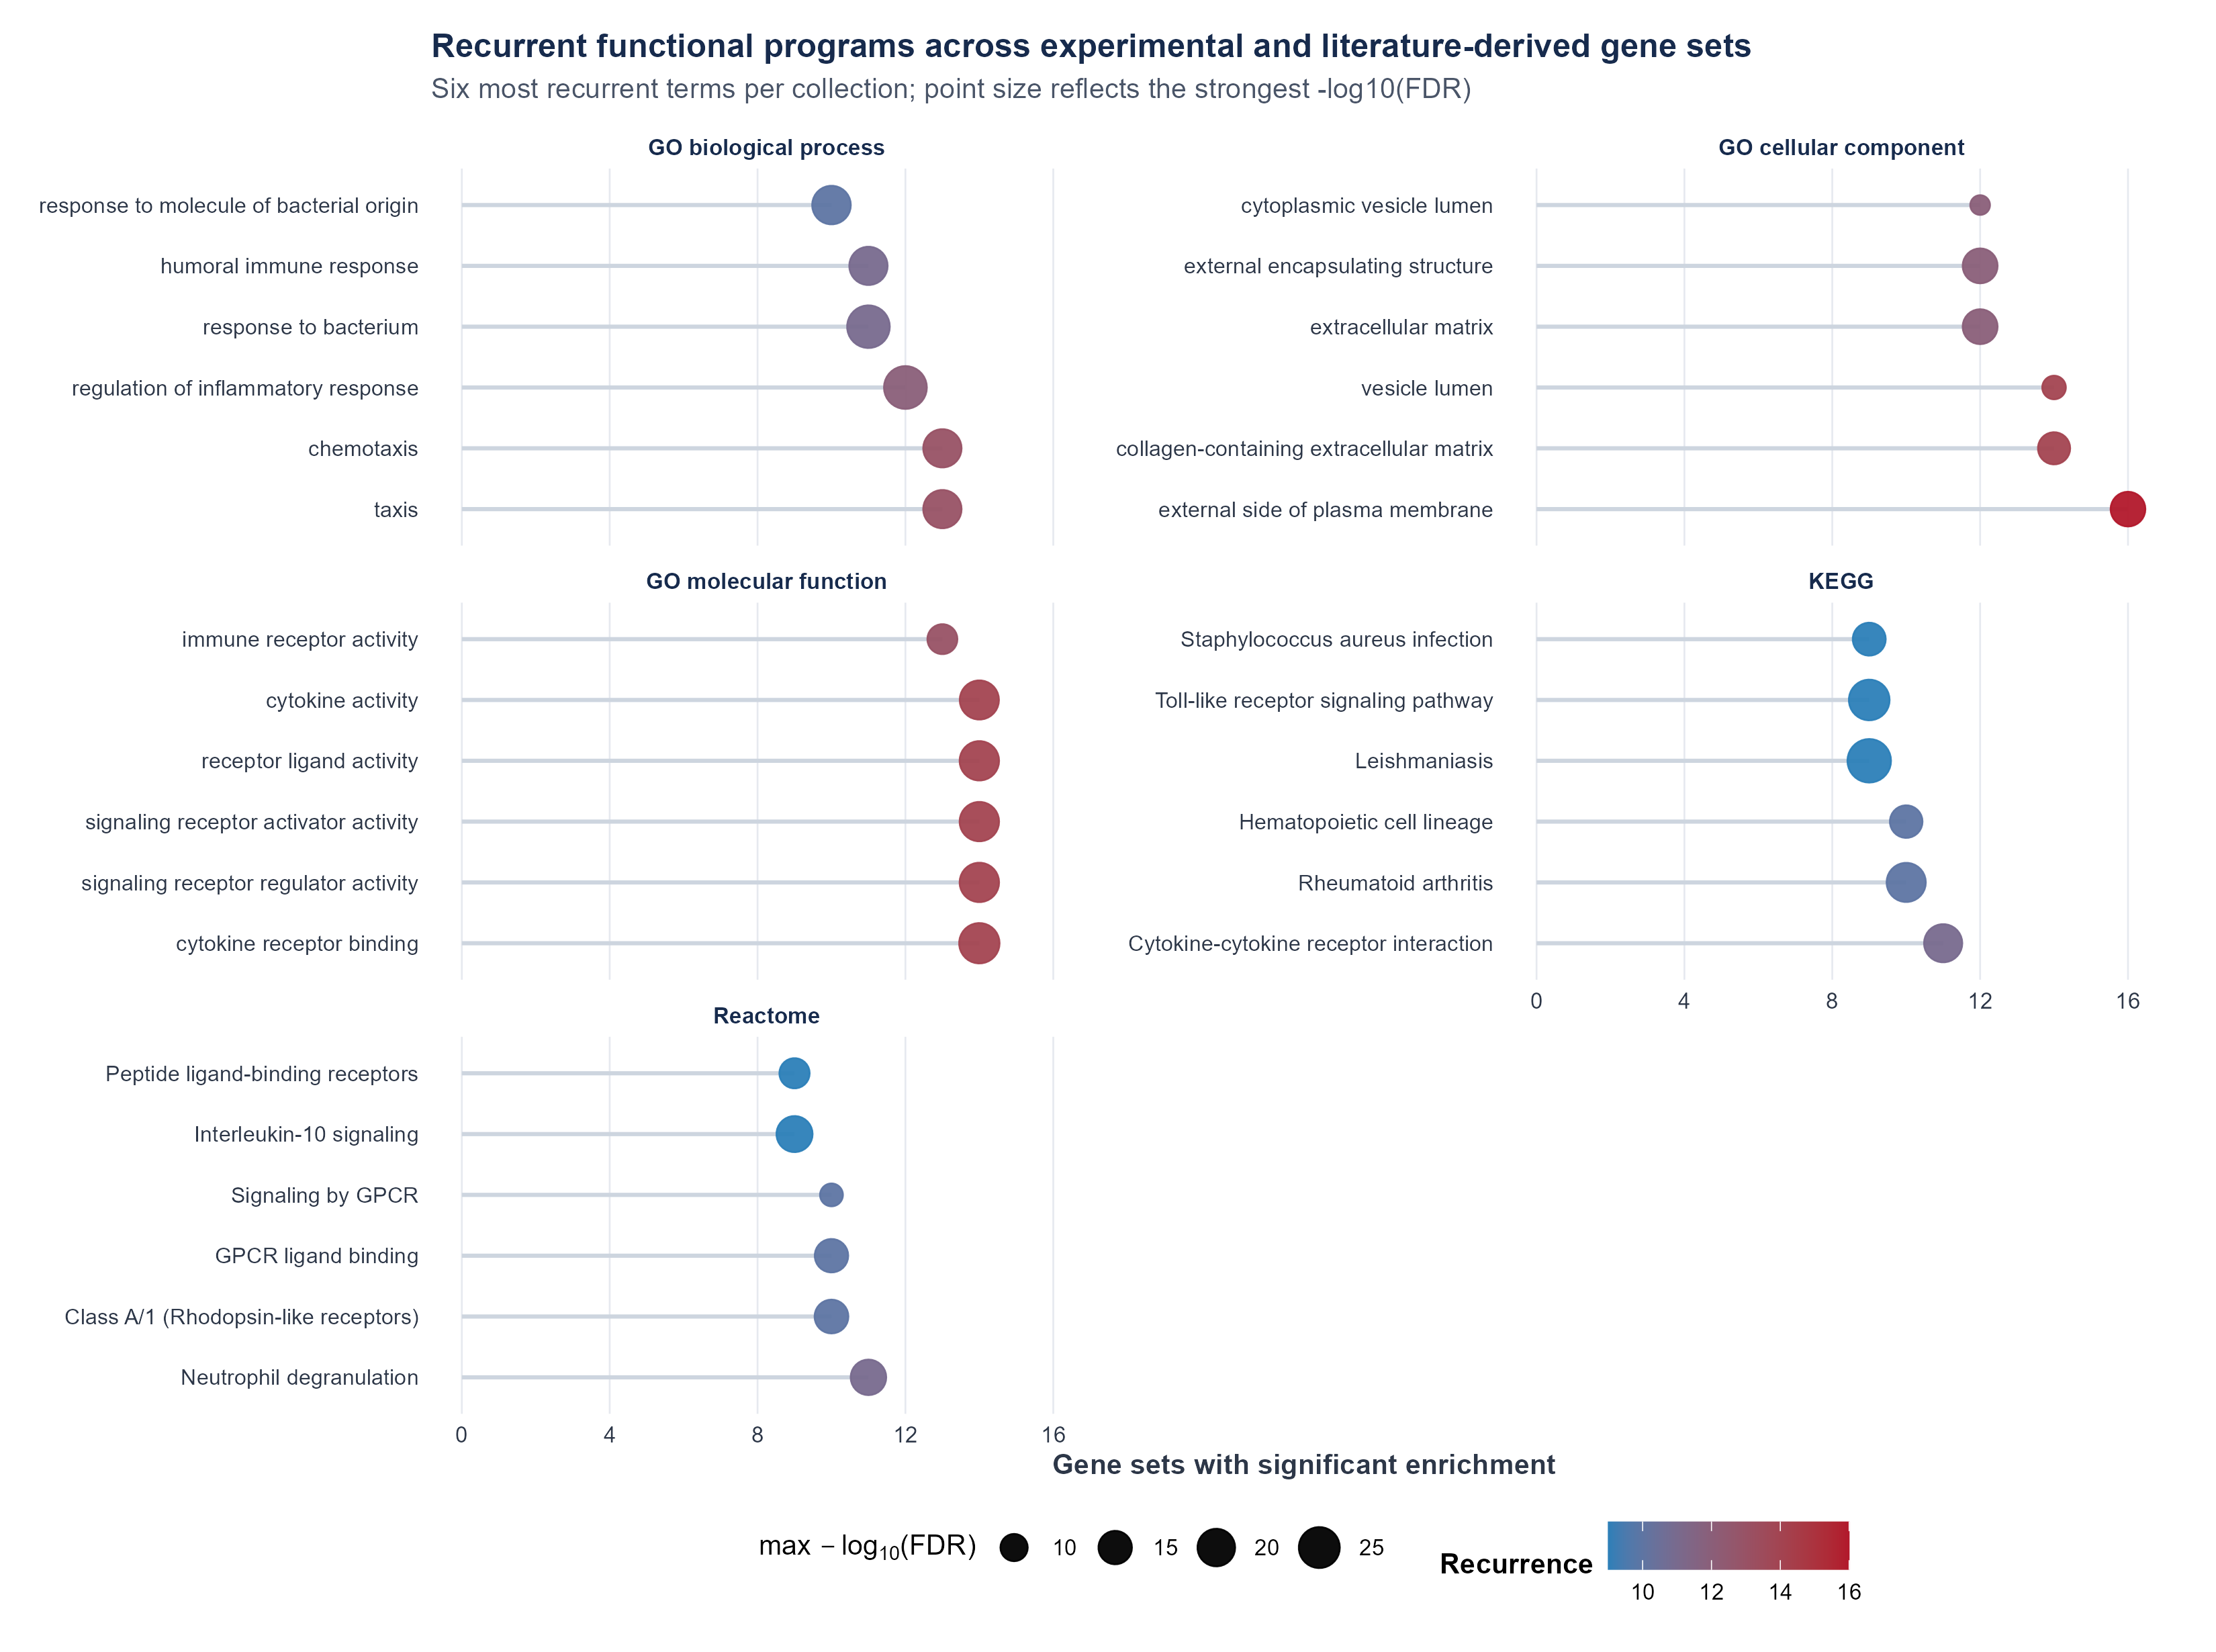 Recurrent functional programs across experimental and literature-derived gene sets
Six most recurrent terms per collection; point size reflects the strongest -log10(FDR)
GO biological process
response to molecule of bacterial origin
humoral immune response
response to bacterium
regulation of inflammatory response
chemotaxis
taxis
GO cellular component
cytoplasmic vesicle lumen
external encapsulating structure
extracellular matrix
vesicle lumen
collagen-containing extracellular matrix
external side of plasma membrane
GO molecular function
immune receptor activity
cytokine activity
receptor ligand activity
signaling receptor activator activity
signaling receptor regulator activity
cytokine receptor binding
KEGG
Staphylococcus aureus infection
Toll-like receptor signaling pathway
Leishmaniasis
Hematopoietic cell lineage
Rheumatoid arthritis
Cytokine-cytokine receptor interaction
0 4 8 12 16
Reactome
Peptide ligand-binding receptors
Interleukin-10 signaling
Signaling by GPCR
GPCR ligand binding
Class A/1 (Rhodopsin-like receptors)
Neutrophil degranulation
0 4 8 12 16
Gene sets with significant enrichment
max − log10(FDR) 10 15 20 25
Recurrence
10 12 14 16